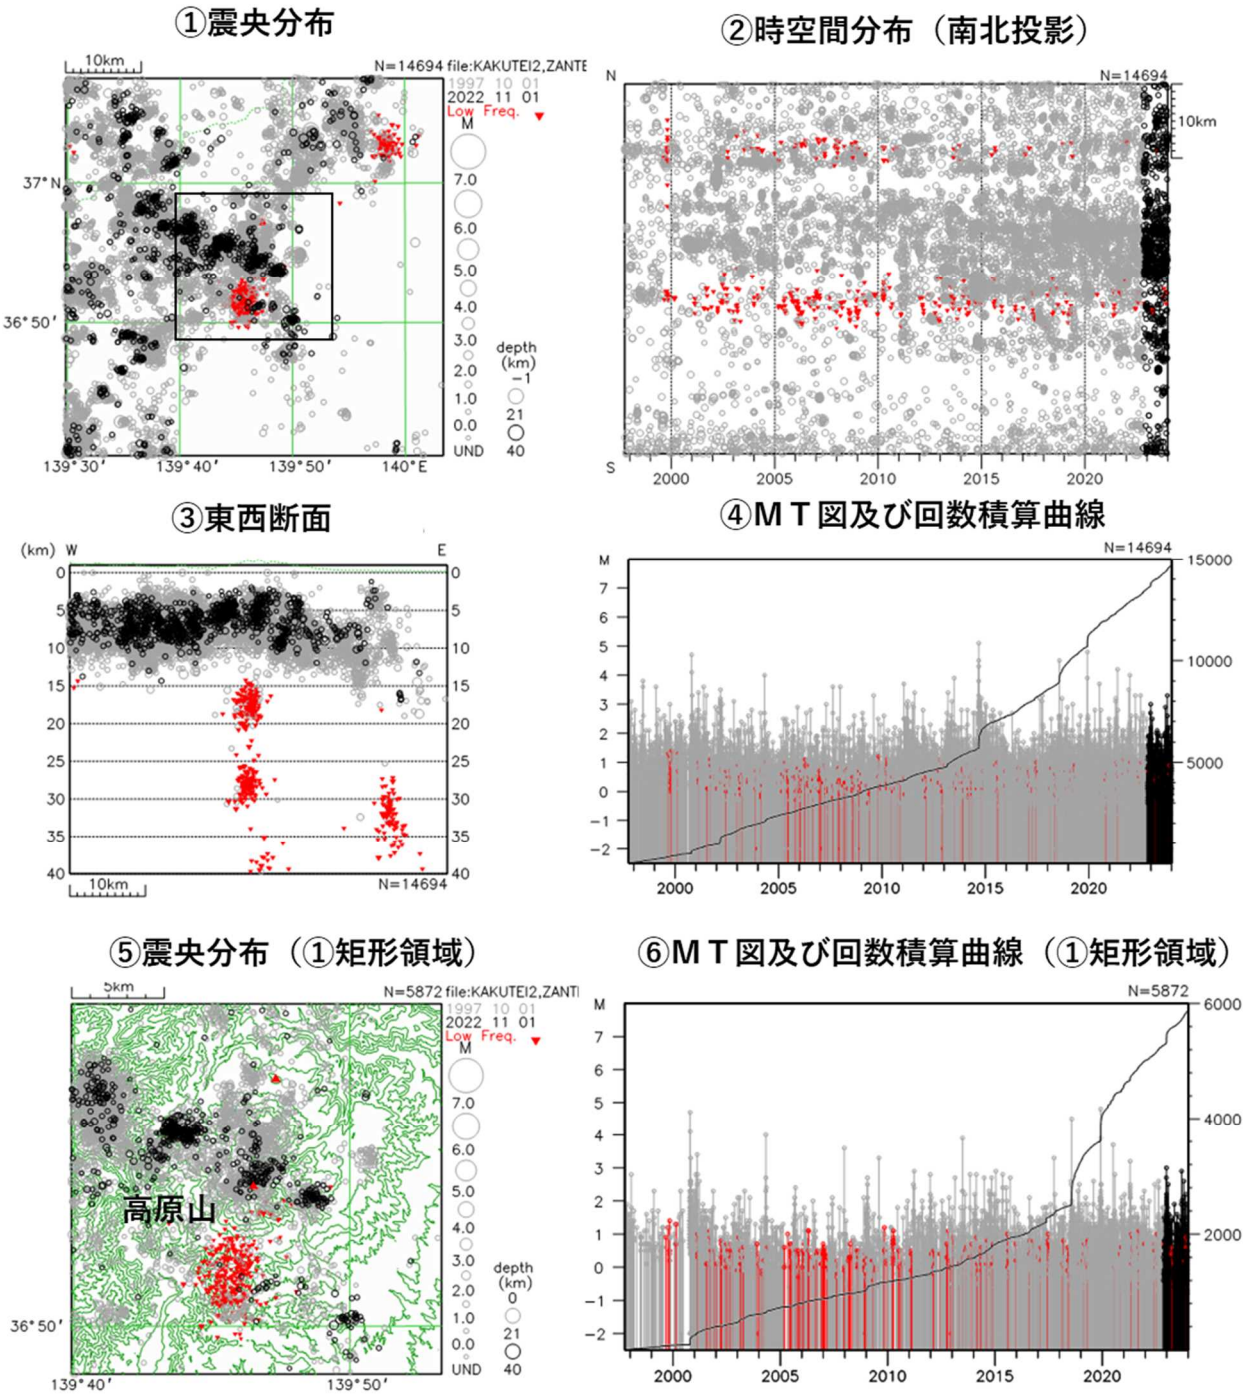 ①震央分布
10km
N=14694 file:KAKUTEI2,ZANTE
1997 10 01
2022 11 01
Low Freq.
M
7.0
6.0
5.0
4.0
3.0
2.0
1.0
0.0
UND
depth
(km)
-1
21
40
37°N
36°50′
139°30′ 139°40′ 139°50′ 140°E
②時空間分布（南北投影）
N
N=14694
10km
S
2000 2005 2010 2015 2020
③東西断面
(km) W E
0 0
5 5
10 10
15 15
20 20
25 25
30 30
35 35
40 40
10km
N=14694
④ＭＴ図及び回数積算曲線
N=14694
M
7
6
5
4
3
2
1
0
-1
-2
15000
10000
5000
2000 2005 2010 2015 2020
⑤震央分布（①矩形領域）
5km
N=5872 file:KAKUTEI2,ZANTI
1997 10 01
2022 11 01
Low Freq.
M
7.0
6.0
5.0
4.0
3.0
2.0
1.0
0.0
UND
depth
(km)
0
21
40
高原山
36°50′
139°40′ 139°50′
⑥ＭＴ図及び回数積算曲線（①矩形領域）
N=5872
M
7
6
5
4
3
2
1
0
-1
-2
6000
4000
2000
2000 2005 2010 2015 2020